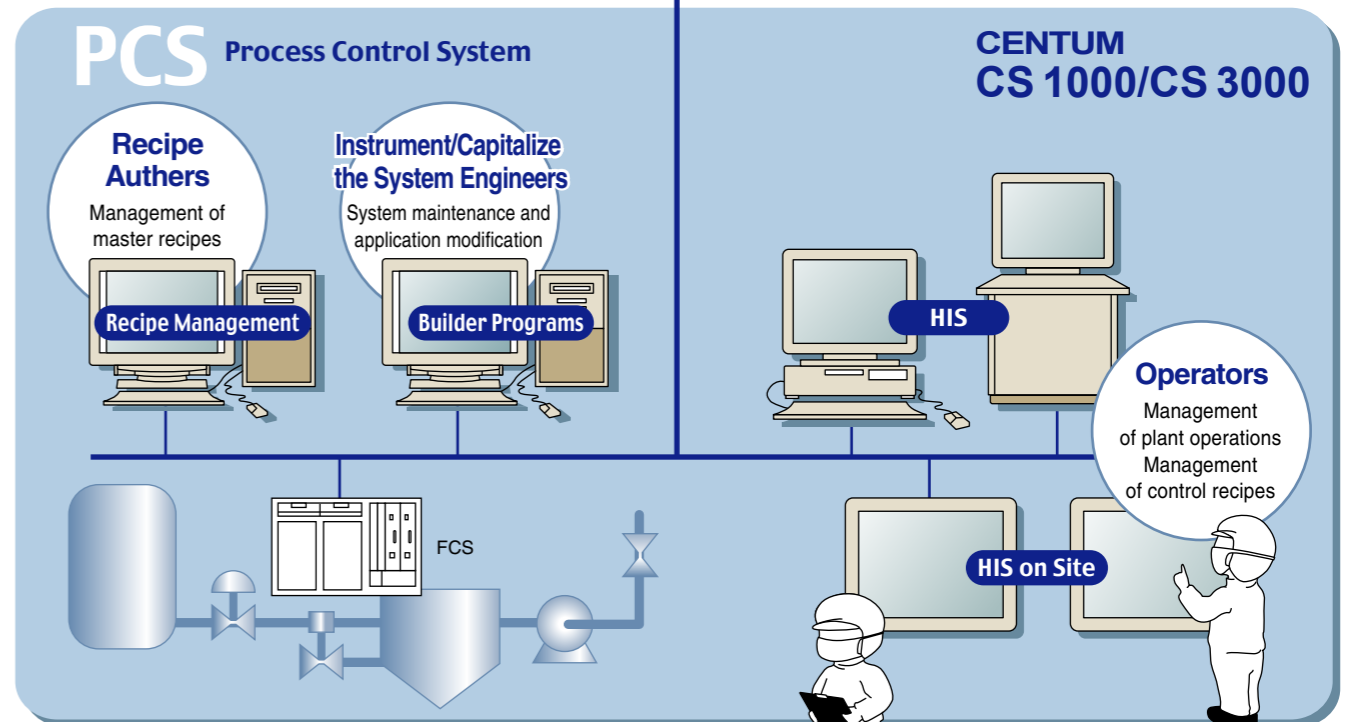 PCS Process Control System
CENTUM
CS 1000/CS 3000
Recipe
Authers
Management of
master recipes
Recipe Management
Instrument/Capitalize
the System Engineers
System maintenance and
application modification
Builder Programs
HIS
Operators
Management
of plant operations
Management
of control recipes
FCS
HIS on Site